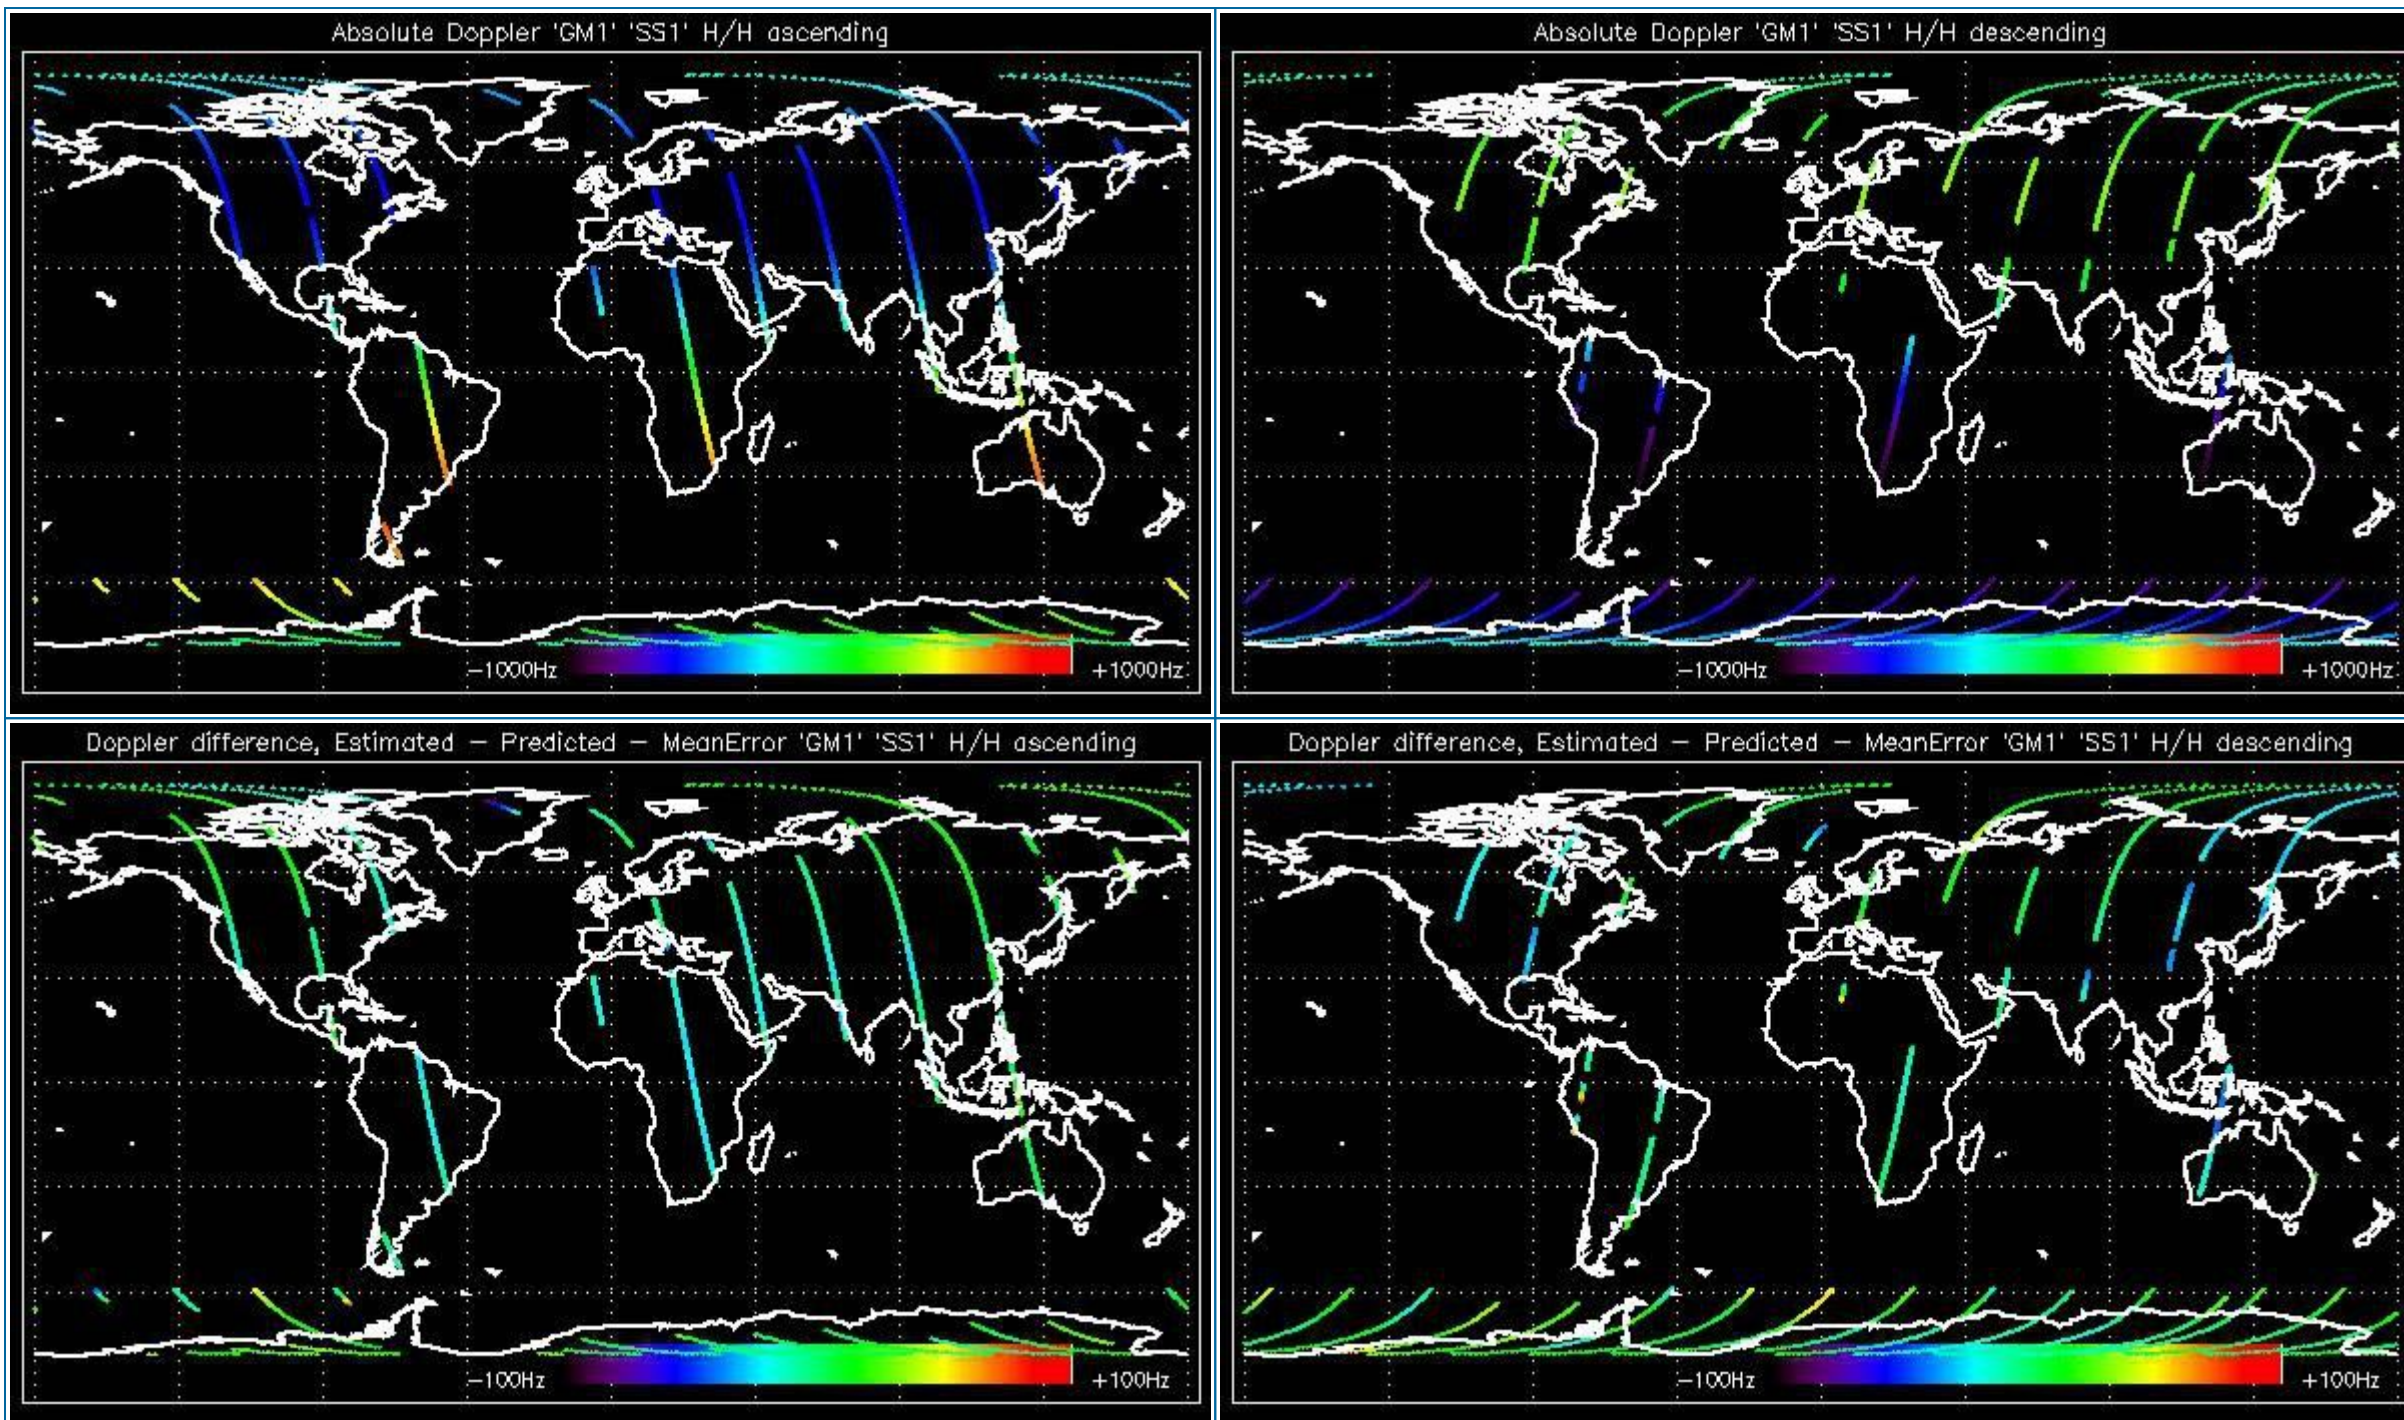 Absolute Doppler 'GM1' 'SS1' H/H ascending
-1000Hz
+1000Hz
Absolute Doppler 'GM1' 'SS1' H/H descending
-1000Hz
+1000Hz
Doppler difference, Estimated - Predicted - MeanError 'GM1' 'SS1' H/H ascending
-100Hz
+100Hz
Doppler difference, Estimated - Predicted - MeanError 'GM1' 'SS1' H/H descending
-100Hz
+100Hz